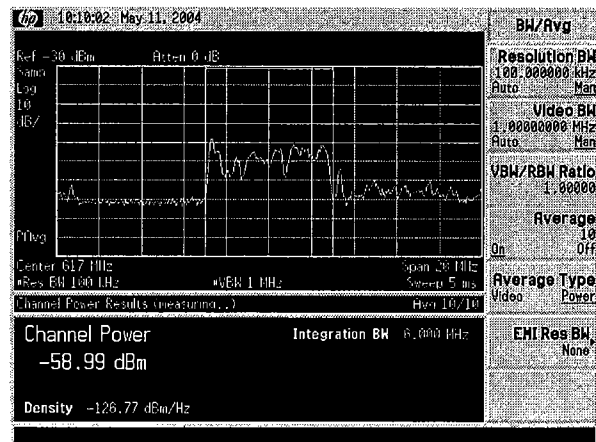 hp 10:10:02 May 11, 2004
Ref -30 dBm Atten 0 dB
Samp
Log
10
dB/
PAvg
Center 617 MHz Span 20 MHz
#Res BW 100 kHz #VBW 1 MHz Sweep 5 ms
Channel Power Results (measuring...) Avg 10/10
Channel Power Integration BW 6.000 MHz
-58.99 dBm
Density -126.77 dBm/Hz
BW/Avg
Resolution BW
100.000000 kHz
Auto Man
Video BW
1.00000000 MHz
Auto Man
VBW/RBW Ratio
1.00000
Average
10
On Off
Average Type
Video Power
EMI Res BW
None